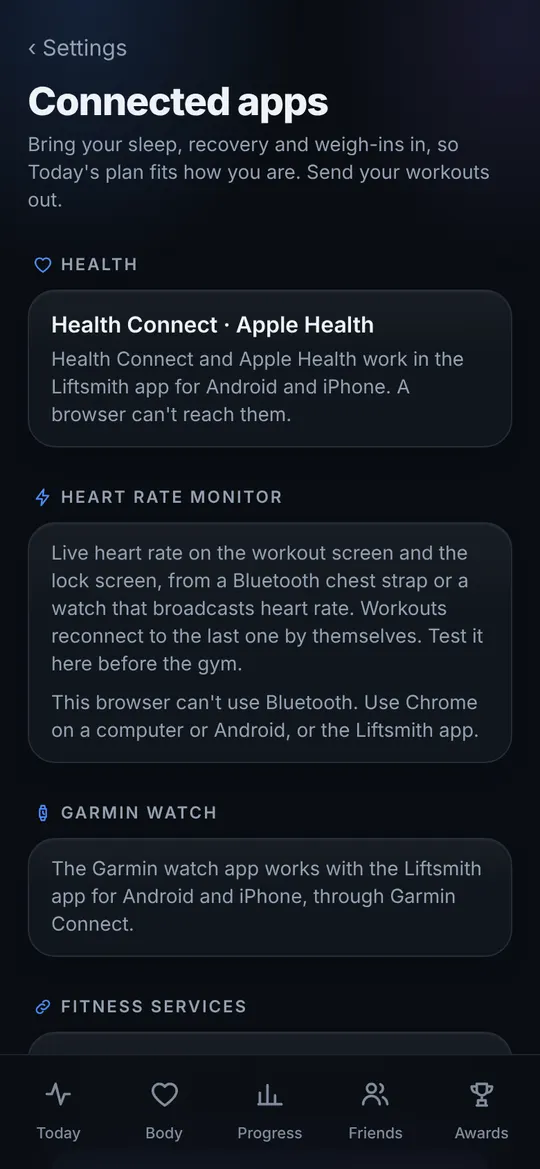 ‹ Settings
Connected apps
Bring your sleep, recovery and weigh-ins in, so
Today's plan fits how you are. Send your workouts
out.
HEALTH
Health Connect · Apple Health
Health Connect and Apple Health work in the
Liftsmith app for Android and iPhone. A
browser can't reach them.
HEART RATE MONITOR
Live heart rate on the workout screen and the
lock screen, from a Bluetooth chest strap or a
watch that broadcasts heart rate. Workouts
reconnect to the last one by themselves. Test it
here before the gym.
This browser can't use Bluetooth. Use Chrome
on a computer or Android, or the Liftsmith app.
GARMIN WATCH
The Garmin watch app works with the Liftsmith
app for Android and iPhone, through Garmin
Connect.
FITNESS SERVICES
Today Body Progress Friends Awards